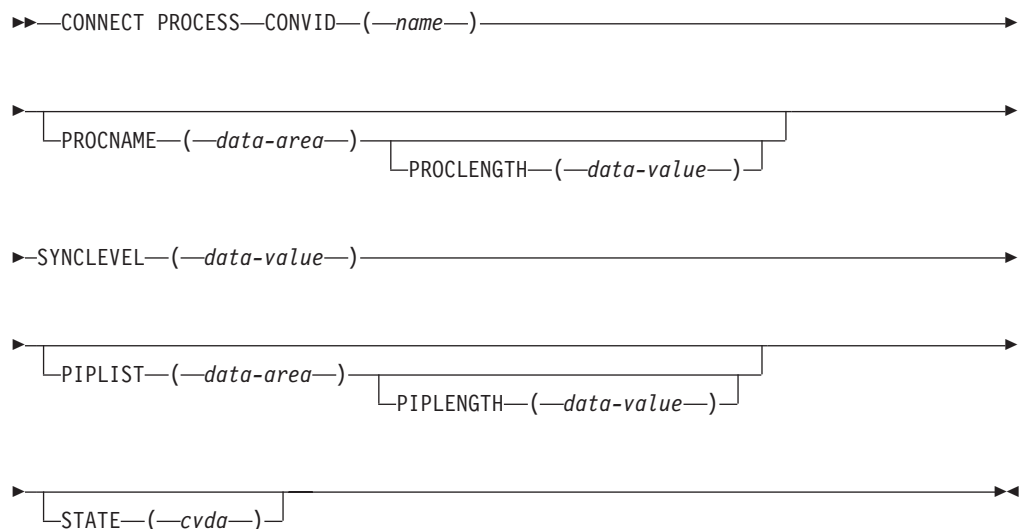 CONNECT PROCESS CONVID ( name )
PROCNAME ( data-area )
PROCLENGTH ( data-value )
SYNCLEVEL ( data-value )
PIPLIST ( data-area )
PIPLENGTH ( data-value )
STATE ( cvda )